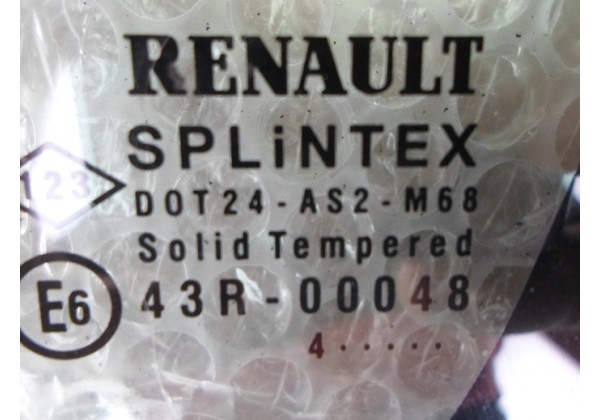 RENAULT
SPLiNTEX
123
DOT24-AS2-M68
Solid Tempered
E6 43R-00048
4.....